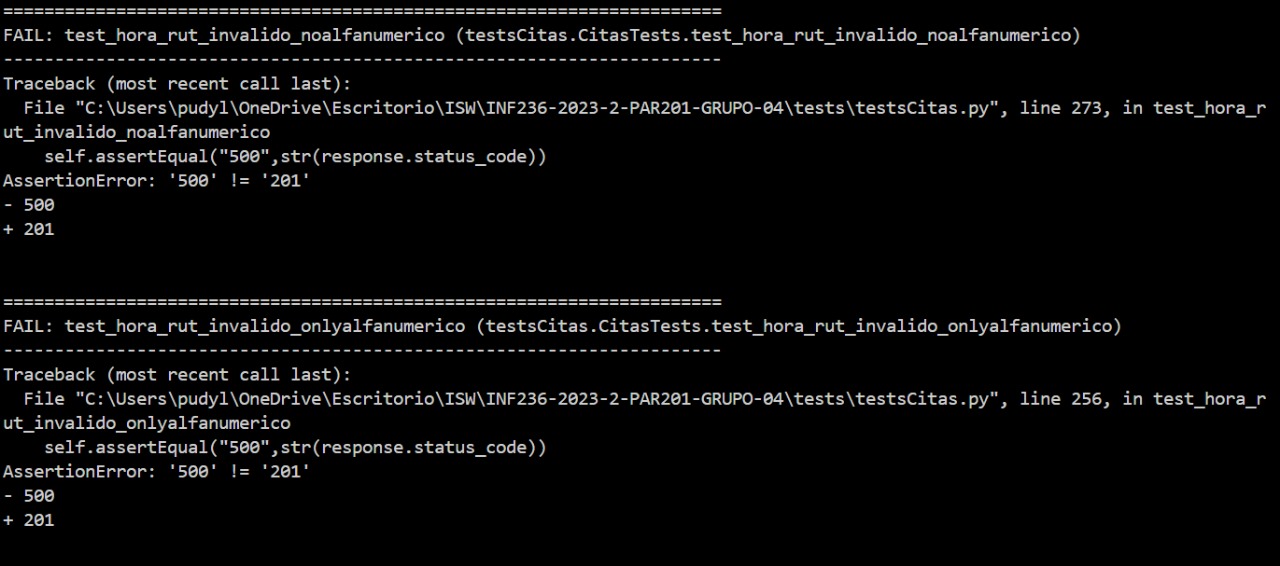 ======================================================================
FAIL: test_hora_rut_invalido_noalfanumerico (testsCitas.CitasTests.test_hora_rut_invalido_noalfanumerico)
----------------------------------------------------------------------
Traceback (most recent call last):
  File "C:\Users\pudyl\OneDrive\Escritorio\ISW\INF236-2023-2-PAR201-GRUPO-04\tests\testsCitas.py", line 273, in test_hora_r
ut_invalido_noalfanumerico
    self.assertEqual("500",str(response.status_code))
AssertionError: '500' != '201'
- 500
+ 201
======================================================================
FAIL: test_hora_rut_invalido_onlyalfanumerico (testsCitas.CitasTests.test_hora_rut_invalido_onlyalfanumerico)
----------------------------------------------------------------------
Traceback (most recent call last):
  File "C:\Users\pudyl\OneDrive\Escritorio\ISW\INF236-2023-2-PAR201-GRUPO-04\tests\testsCitas.py", line 256, in test_hora_r
ut_invalido_onlyalfanumerico
    self.assertEqual("500",str(response.status_code))
AssertionError: '500' != '201'
- 500
+ 201